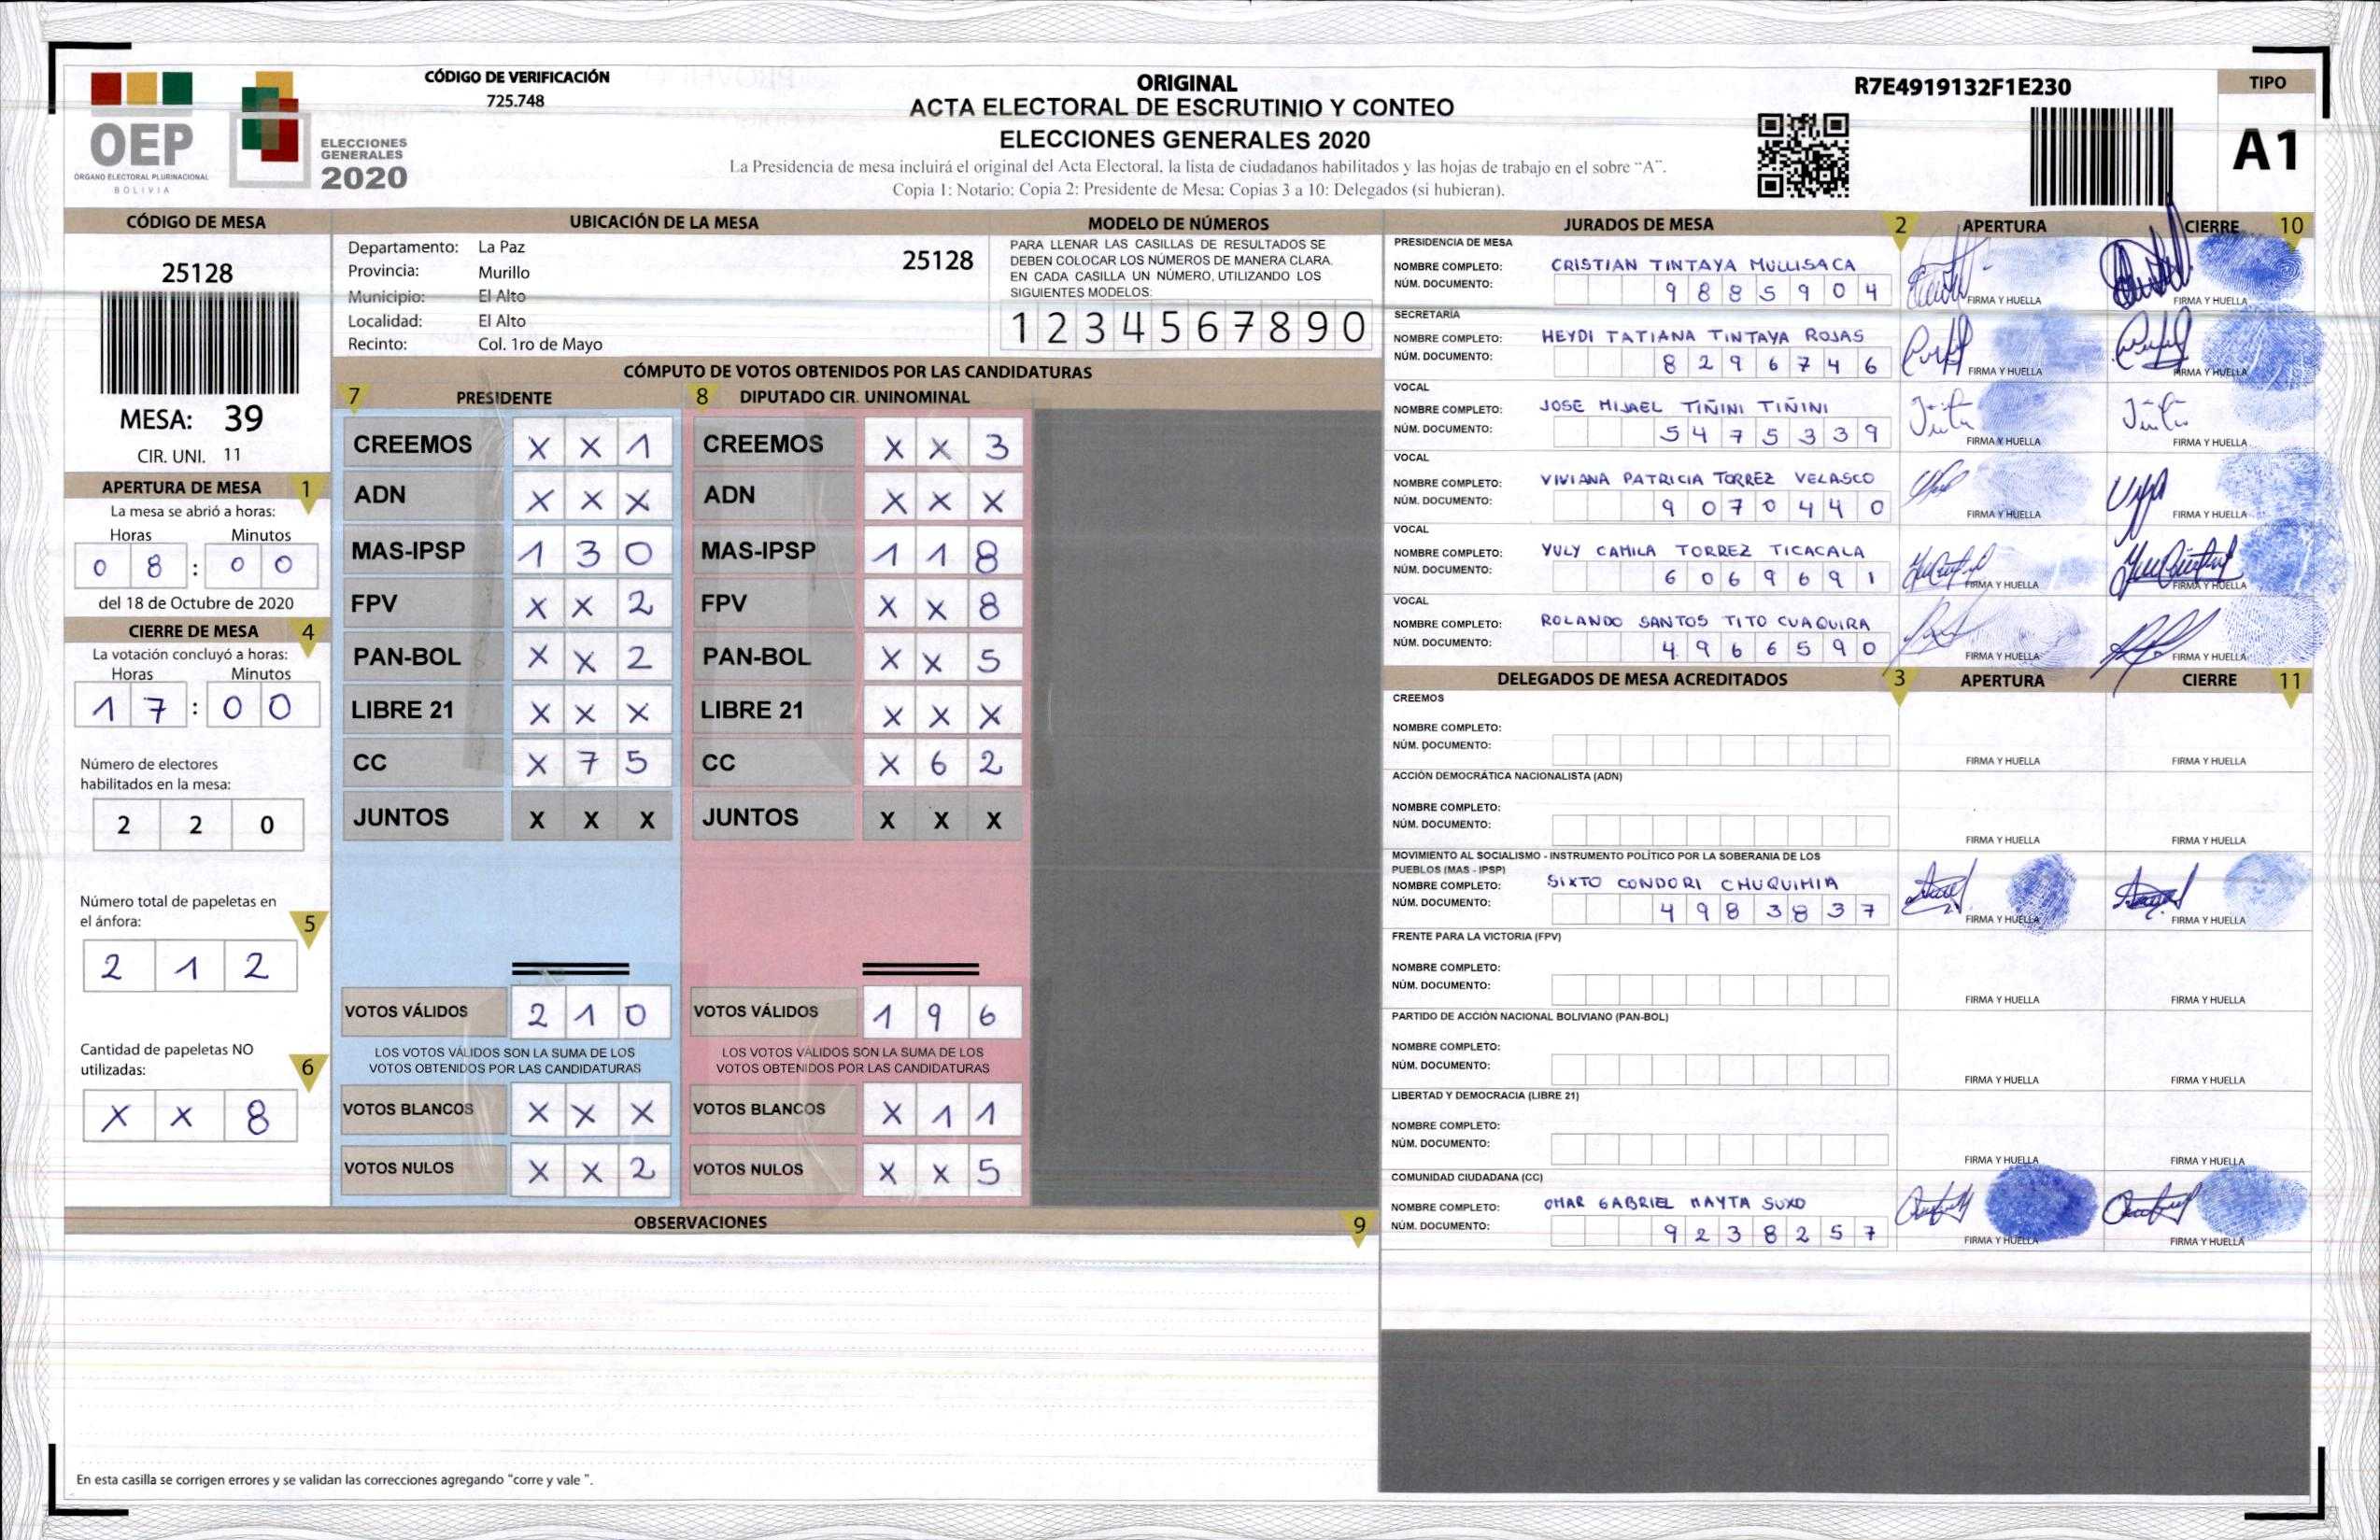 OEP
ÓRGANO ELECTORAL PLURINACIONAL
BOLIVIA
ELECCIONES
GENERALES
2020
CÓDIGO DE VERIFICACIÓN
725.748
ORIGINAL
ACTA ELECTORAL DE ESCRUTINIO Y CONTEO
ELECCIONES GENERALES 2020
La Presidencia de mesa incluirá el original del Acta Electoral, la lista de ciudadanos habilitados y las hojas de trabajo en el sobre "A".
Copia 1: Notario; Copia 2: Presidente de Mesa; Copias 3 a 10: Delegados (si hubieran).
R7E4919132F1E230
TIPO
A1
CÓDIGO DE MESA
25128
MESA: 39
CIR. UNI. 11
APERTURA DE MESA 1
La mesa se abrió a horas:
Horas Minutos
0 8 : 0 0
del 18 de Octubre de 2020
CIERRE DE MESA 4
La votación concluyó a horas:
Horas Minutos
1 7 : 0 0
Número de electores
habilitados en la mesa:
2 2 0
Número total de papeletas en
el ánfora: 5
2 1 2
Cantidad de papeletas NO
utilizadas: 6
X X 8
UBICACIÓN DE LA MESA
Departamento: La Paz 25128
Provincia: Murillo
Municipio: El Alto
Localidad: El Alto
Recinto: Col. 1ro de Mayo
MODELO DE NÚMEROS
PARA LLENAR LAS CASILLAS DE RESULTADOS SE
DEBEN COLOCAR LOS NÚMEROS DE MANERA CLARA.
EN CADA CASILLA UN NÚMERO, UTILIZANDO LOS
SIGUIENTES MODELOS:
1 2 3 4 5 6 7 8 9 0
CÓMPUTO DE VOTOS OBTENIDOS POR LAS CANDIDATURAS
7 PRESIDENTE
CREEMOS X X 1
ADN X X X
MAS-IPSP 1 3 0
FPV X X 2
PAN-BOL X X 2
LIBRE 21 X X X
CC X 7 5
JUNTOS X X X
VOTOS VÁLIDOS 2 1 0
LOS VOTOS VÁLIDOS SON LA SUMA DE LOS
VOTOS OBTENIDOS POR LAS CANDIDATURAS
VOTOS BLANCOS X X X
VOTOS NULOS X X 2
8 DIPUTADO CIR. UNINOMINAL
CREEMOS X X 3
ADN X X X
MAS-IPSP 1 1 8
FPV X X 8
PAN-BOL X X 5
LIBRE 21 X X X
CC X 6 2
JUNTOS X X X
VOTOS VÁLIDOS 1 9 6
LOS VOTOS VÁLIDOS SON LA SUMA DE LOS
VOTOS OBTENIDOS POR LAS CANDIDATURAS
VOTOS BLANCOS X 1 1
VOTOS NULOS X X 5
OBSERVACIONES 9
En esta casilla se corrigen errores y se validan las correcciones agregando "corre y vale ".
JURADOS DE MESA 2 APERTURA CIERRE 10
PRESIDENCIA DE MESA
NOMBRE COMPLETO: CRISTIAN TINTAYA MULLISACA
NÚM. DOCUMENTO: 9 8 8 5 9 0 4
FIRMA Y HUELLA FIRMA Y HUELLA
SECRETARÍA
NOMBRE COMPLETO: HEYDI TATIANA TINTAYA ROJAS
NÚM. DOCUMENTO: 8 2 9 6 7 4 6
FIRMA Y HUELLA FIRMA Y HUELLA
VOCAL
NOMBRE COMPLETO: JOSE MIJAEL TIÑINI TIÑINI
NÚM. DOCUMENTO: 5 4 7 5 3 3 9
FIRMA Y HUELLA FIRMA Y HUELLA
VOCAL
NOMBRE COMPLETO: VIVIANA PATRICIA TORREZ VELASCO
NÚM. DOCUMENTO: 9 0 7 0 4 4 0
FIRMA Y HUELLA FIRMA Y HUELLA
VOCAL
NOMBRE COMPLETO: YULY CAMILA TORREZ TICACALA
NÚM. DOCUMENTO: 6 0 6 9 6 9 1
FIRMA Y HUELLA FIRMA Y HUELLA
VOCAL
NOMBRE COMPLETO: ROLANDO SANTOS TITO CUAQUIRA
NÚM. DOCUMENTO: 4 9 6 6 5 9 0
FIRMA Y HUELLA FIRMA Y HUELLA
DELEGADOS DE MESA ACREDITADOS 3 APERTURA CIERRE 11
CREEMOS
NOMBRE COMPLETO:
NÚM. DOCUMENTO:
FIRMA Y HUELLA FIRMA Y HUELLA
ACCIÓN DEMOCRÁTICA NACIONALISTA (ADN)
NOMBRE COMPLETO:
NÚM. DOCUMENTO:
FIRMA Y HUELLA FIRMA Y HUELLA
MOVIMIENTO AL SOCIALISMO - INSTRUMENTO POLÍTICO POR LA SOBERANIA DE LOS
PUEBLOS (MAS - IPSP)
NOMBRE COMPLETO: SIXTO CONDORI CHUQUIMIA
NÚM. DOCUMENTO: 4 9 8 3 8 3 7
FIRMA Y HUELLA FIRMA Y HUELLA
FRENTE PARA LA VICTORIA (FPV)
NOMBRE COMPLETO:
NÚM. DOCUMENTO:
FIRMA Y HUELLA FIRMA Y HUELLA
PARTIDO DE ACCIÓN NACIONAL BOLIVIANO (PAN-BOL)
NOMBRE COMPLETO:
NÚM. DOCUMENTO:
FIRMA Y HUELLA FIRMA Y HUELLA
LIBERTAD Y DEMOCRACIA (LIBRE 21)
NOMBRE COMPLETO:
NÚM. DOCUMENTO:
FIRMA Y HUELLA FIRMA Y HUELLA
COMUNIDAD CIUDADANA (CC)
NOMBRE COMPLETO: OMAR GABRIEL MAYTA SUXO
NÚM. DOCUMENTO: 9 2 3 8 2 5 7
FIRMA Y HUELLA FIRMA Y HUELLA